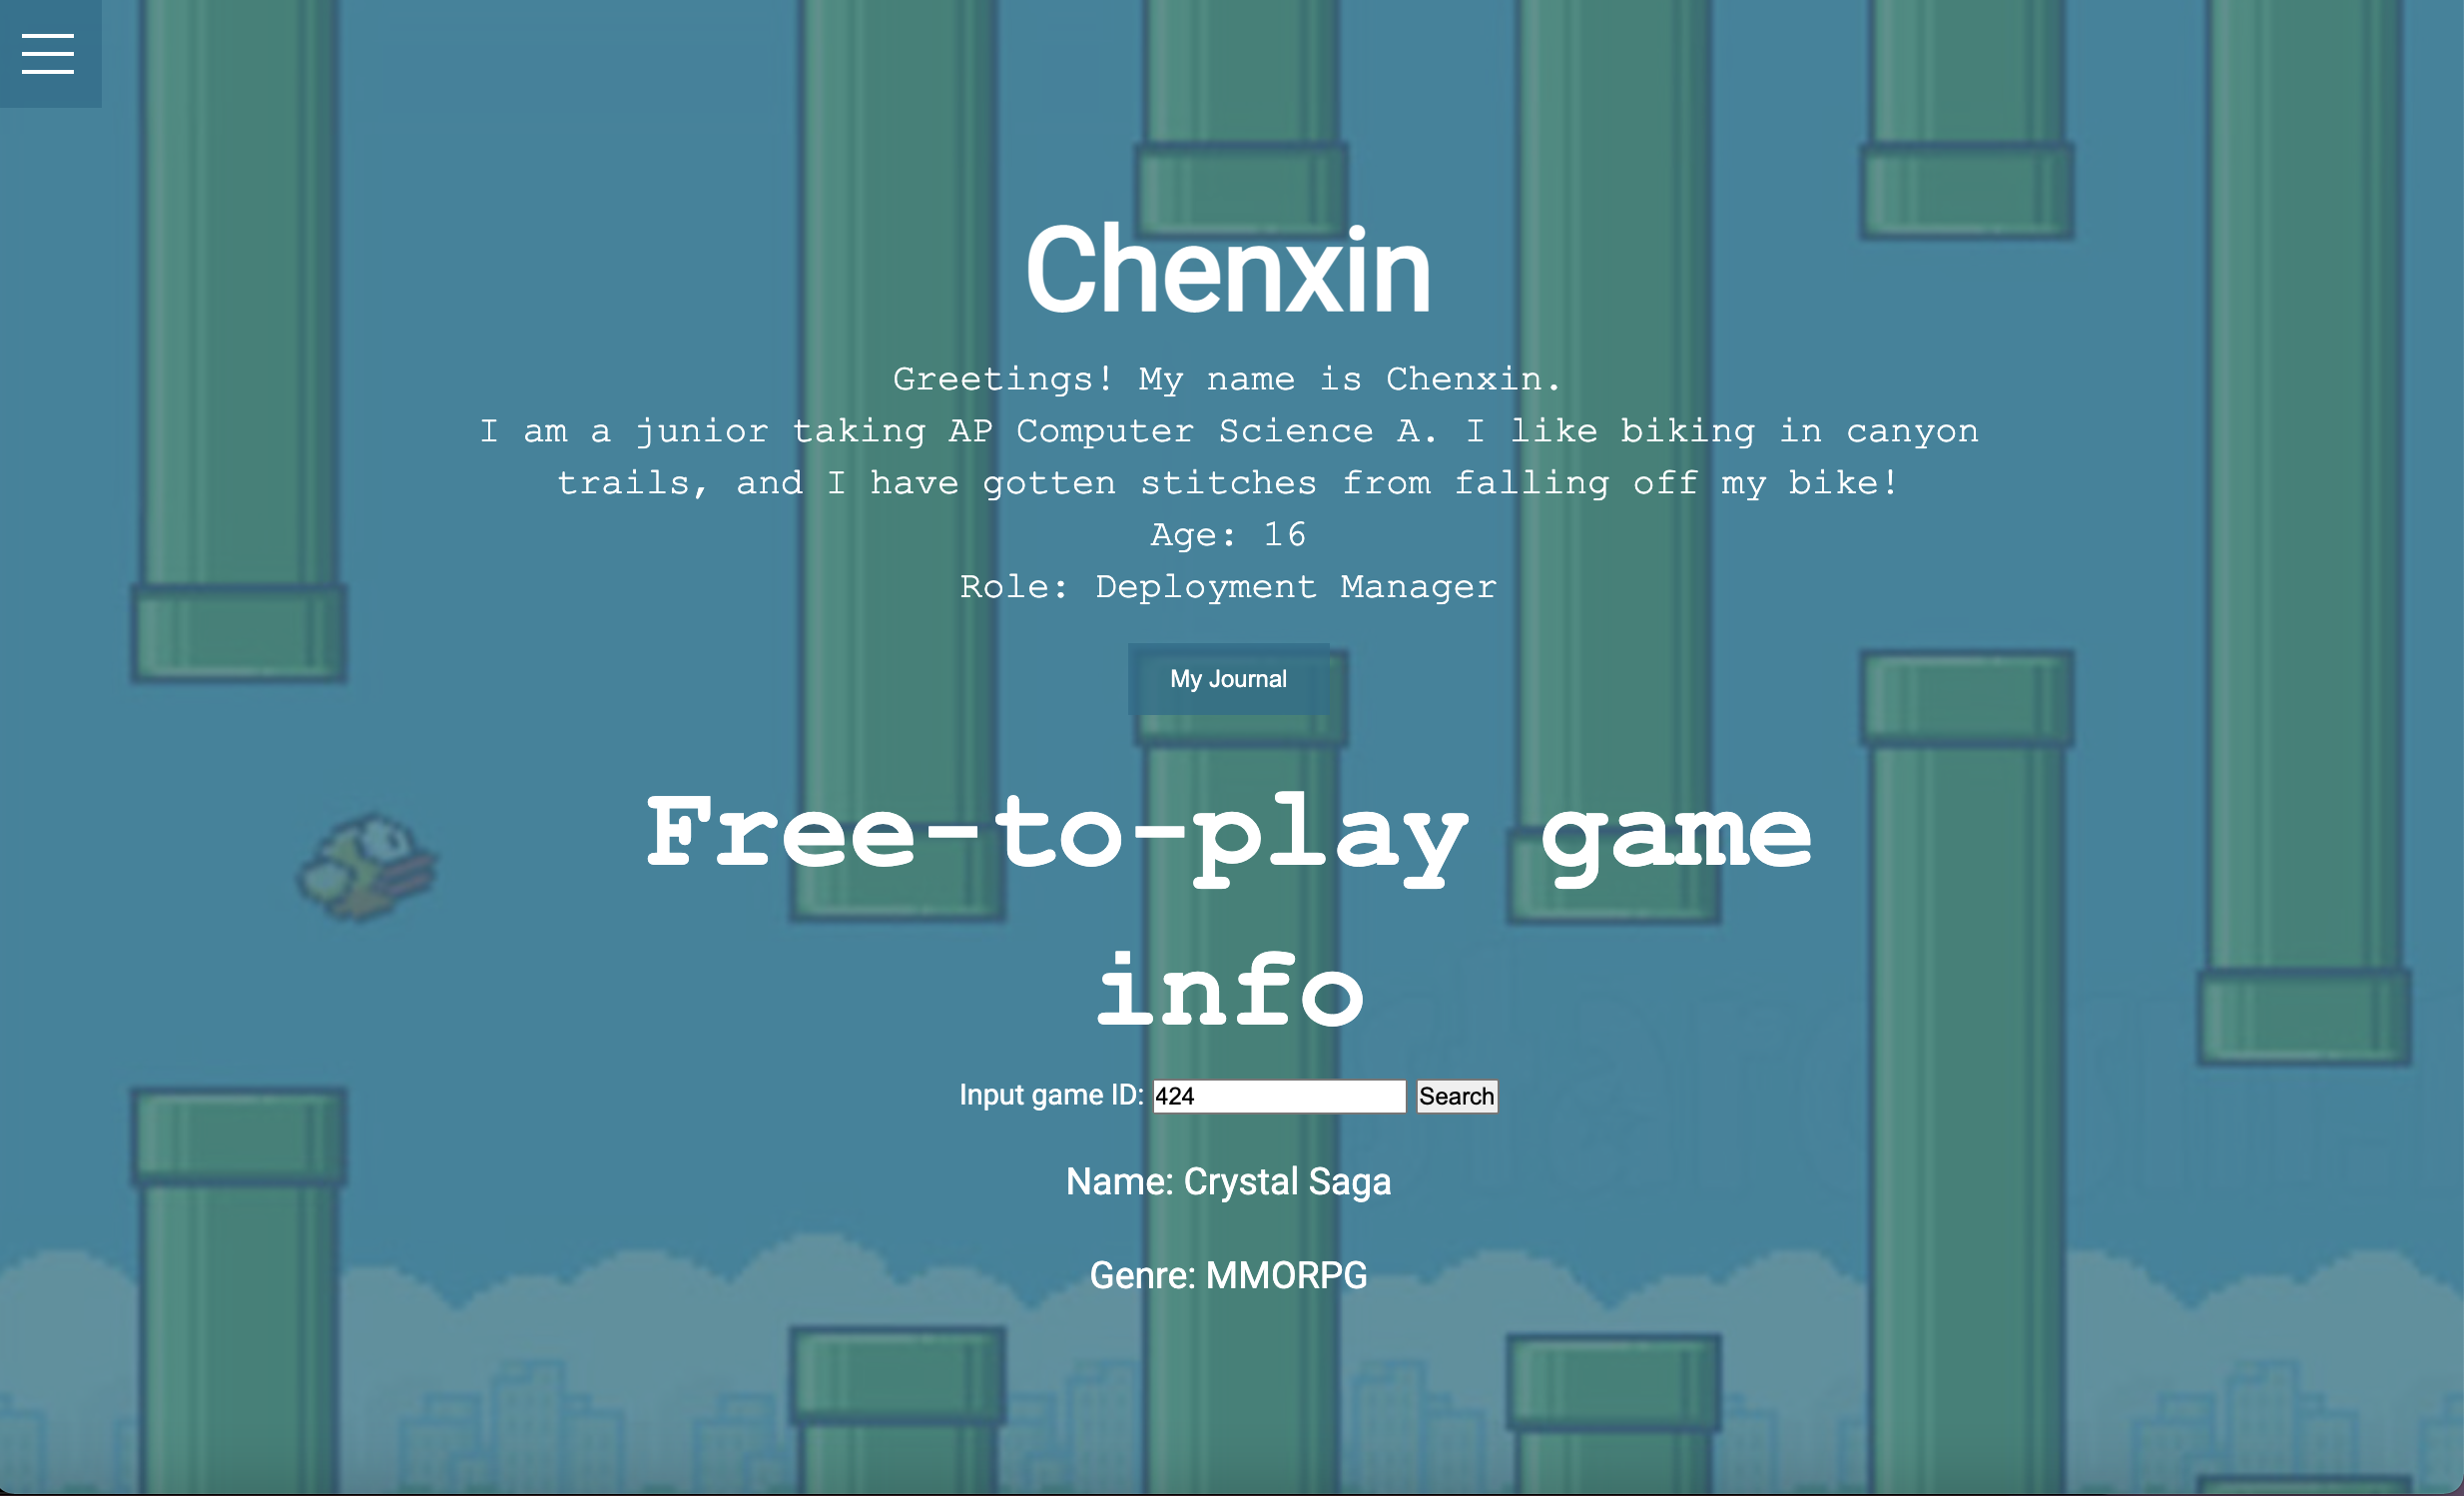 Chenxin
Greetings! My name is Chenxin.
I am a junior taking AP Computer Science A. I like biking in canyon
trails, and I have gotten stitches from falling off my bike!
Age: 16
Role: Deployment Manager
My Journal
Free-to-play game
info
Input game ID: 424 Search
Name: Crystal Saga
Genre: MMORPG